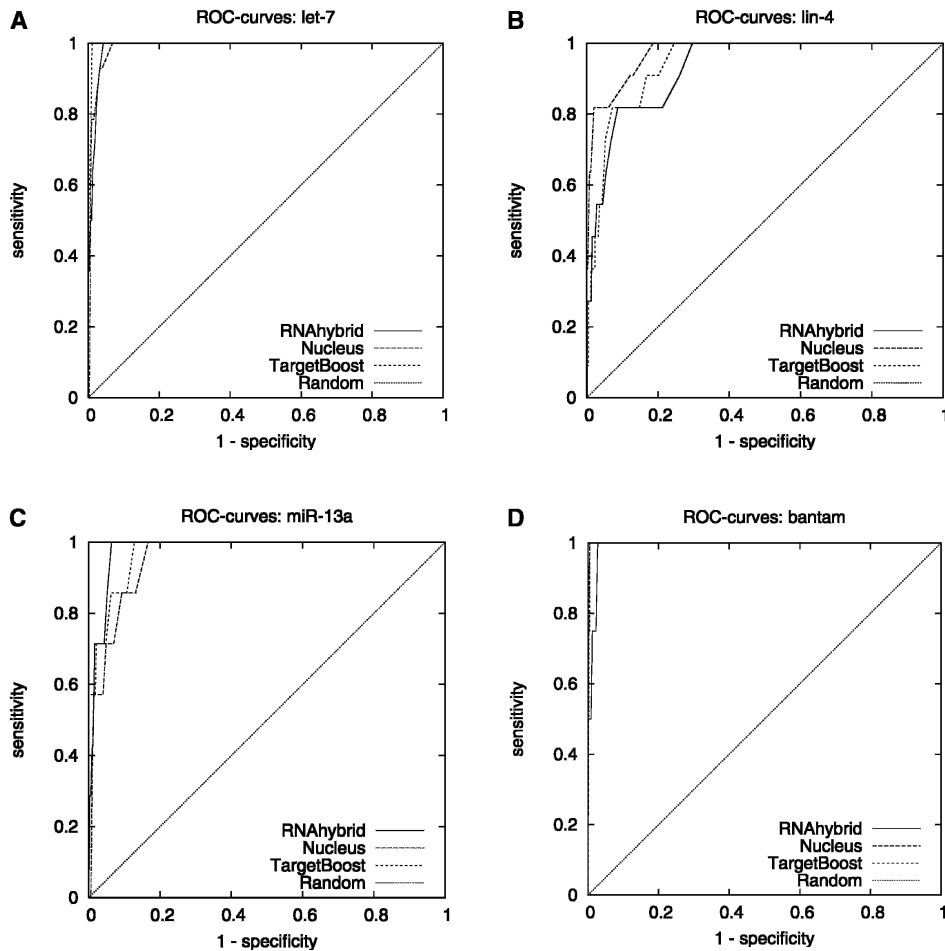 A
ROC-curves: let-7
1
0.8
0.6
0.4
0.2
0
sensitivity
RNAhybrid
Nucleus
TargetBoost
Random
0 0.2 0.4 0.6 0.8 1
1 - specificity
B
ROC-curves: lin-4
1
0.8
0.6
0.4
0.2
0
sensitivity
RNAhybrid
Nucleus
TargetBoost
Random
0 0.2 0.4 0.6 0.8 1
1 - specificity
C
ROC-curves: miR-13a
1
0.8
0.6
0.4
0.2
0
sensitivity
RNAhybrid
Nucleus
TargetBoost
Random
0 0.2 0.4 0.6 0.8 1
1 - specificity
D
ROC-curves: bantam
1
0.8
0.6
0.4
0.2
0
sensitivity
RNAhybrid
Nucleus
TargetBoost
Random
0 0.2 0.4 0.6 0.8 1
1 - specificity